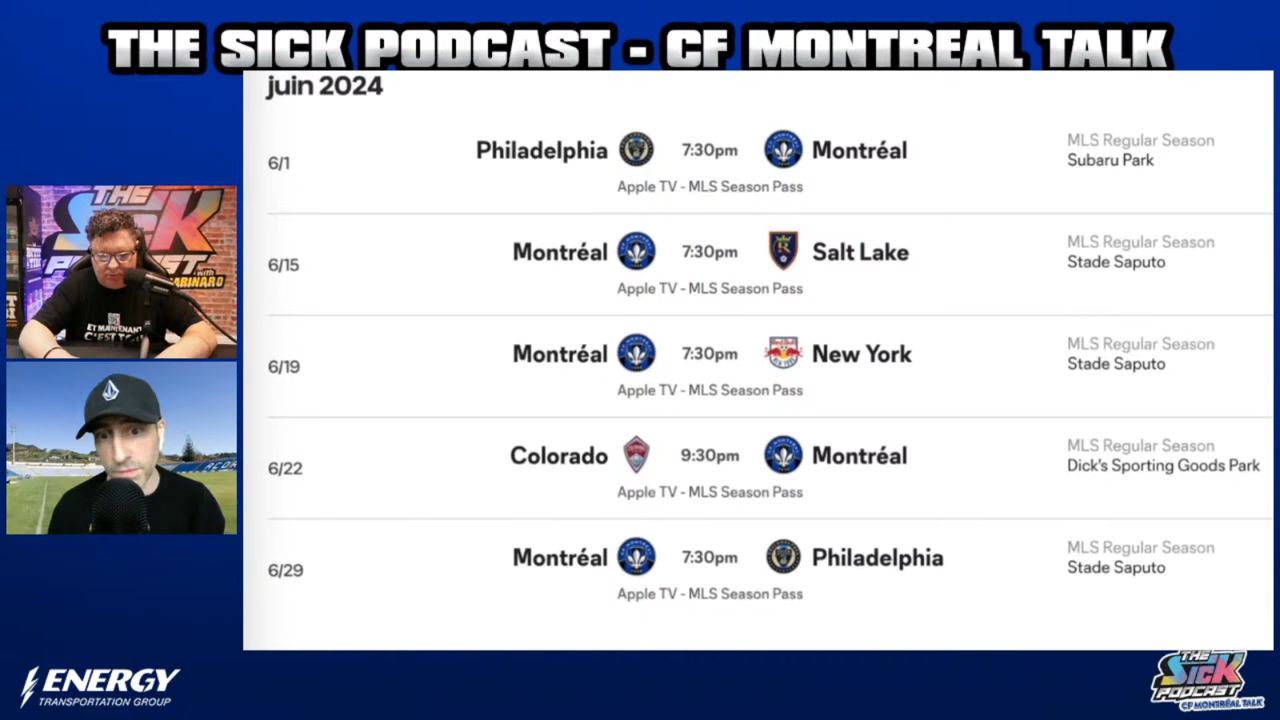 THE SICK PODCAST - CF MONTREAL TALK
juin 2024
6/1
Philadelphia 7:30pm Montréal
Apple TV - MLS Season Pass
MLS Regular Season
Subaru Park
6/15
Montréal 7:30pm Salt Lake
Apple TV - MLS Season Pass
MLS Regular Season
Stade Saputo
6/19
Montréal 7:30pm New York
Apple TV - MLS Season Pass
MLS Regular Season
Stade Saputo
6/22
Colorado 9:30pm Montréal
Apple TV - MLS Season Pass
MLS Regular Season
Dick's Sporting Goods Park
6/29
Montréal 7:30pm Philadelphia
Apple TV - MLS Season Pass
MLS Regular Season
Stade Saputo
THE
SICK
PODCAST
ET MAINTENANT
ENERGY
TRANSPORTATION GROUP
THE
SICK
PODCAST
CF MONTRÉAL TALK